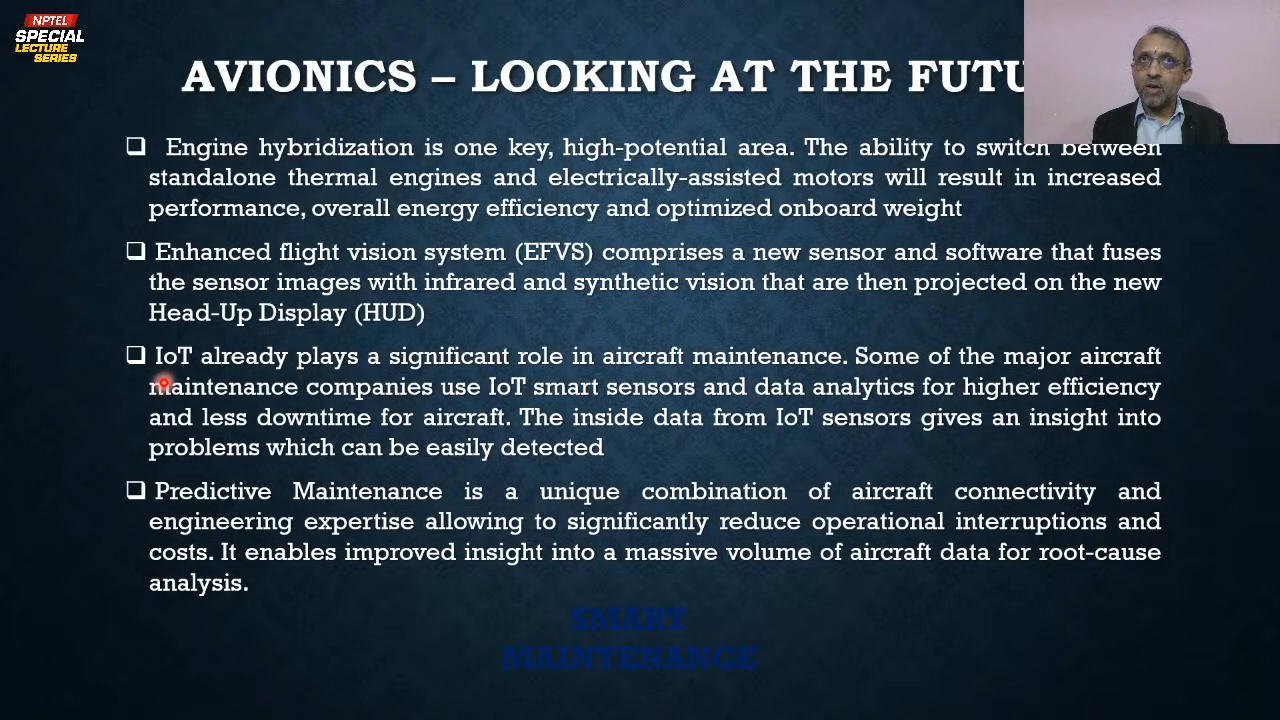 NPTEL
SPECIAL
LECTURE
SERIES
AVIONICS – LOOKING AT THE
Engine hybridization is one key, high-potential area. The ability to switch between
standalone thermal engines and electrically-assisted motors will result in increased
performance, overall energy efficiency and optimized onboard weight
Enhanced flight vision system (EFVS) comprises a new sensor and software that fuses
the sensor images with infrared and synthetic vision that are then projected on the new
Head-Up Display (HUD)
IoT already plays a significant role in aircraft maintenance. Some of the major aircraft
maintenance companies use IoT smart sensors and data analytics for higher efficiency
and less downtime for aircraft. The inside data from IoT sensors gives an insight into
problems which can be easily detected
Predictive Maintenance is a unique combination of aircraft connectivity and
engineering expertise allowing to significantly reduce operational interruptions and
costs. It enables improved insight into a massive volume of aircraft data for root-cause
analysis.
SMART
MAINTENANCE